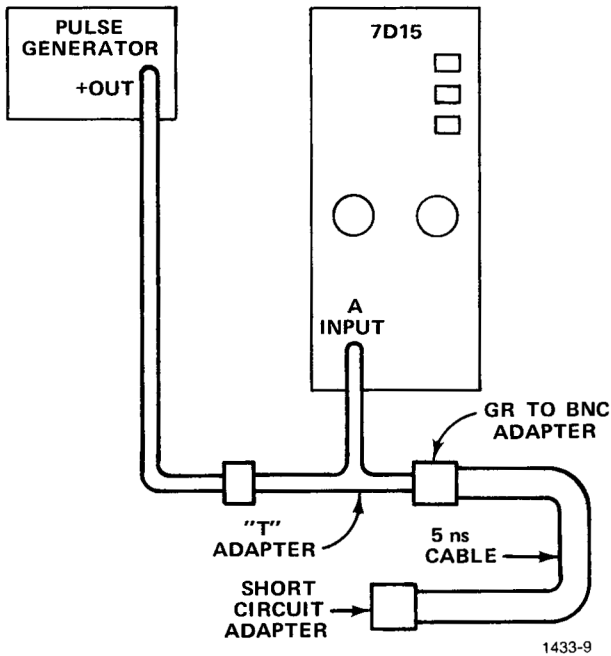 PULSE
GENERATOR
+OUT
7D15
A
INPUT
GR TO BNC
ADAPTER
"T"
ADAPTER
5 ns
CABLE
SHORT
CIRCUIT
ADAPTER
1433-9